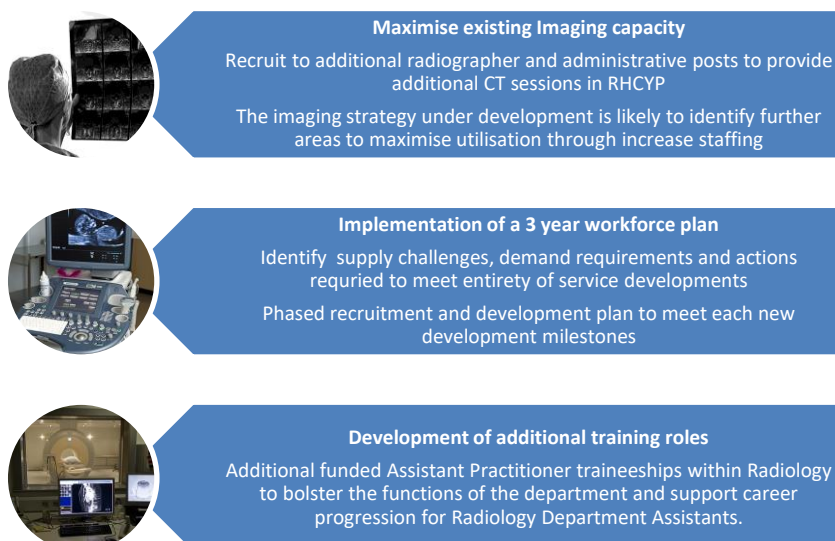 Maximise existing Imaging capacity
Recruit to additional radiographer and administrative posts to provide
additional CT sessions in RHCYP
The imaging strategy under development is likely to identify further
areas to maximise utilisation through increase staffing
Implementation of a 3 year workforce plan
Identify supply challenges, demand requirements and actions
requried to meet entirety of service developments
Phased recruitment and development plan to meet each new
development milestones
Development of additional training roles
Additional funded Assistant Practitioner traineeships within Radiology
to bolster the functions of the department and support career
progression for Radiology Department Assistants.